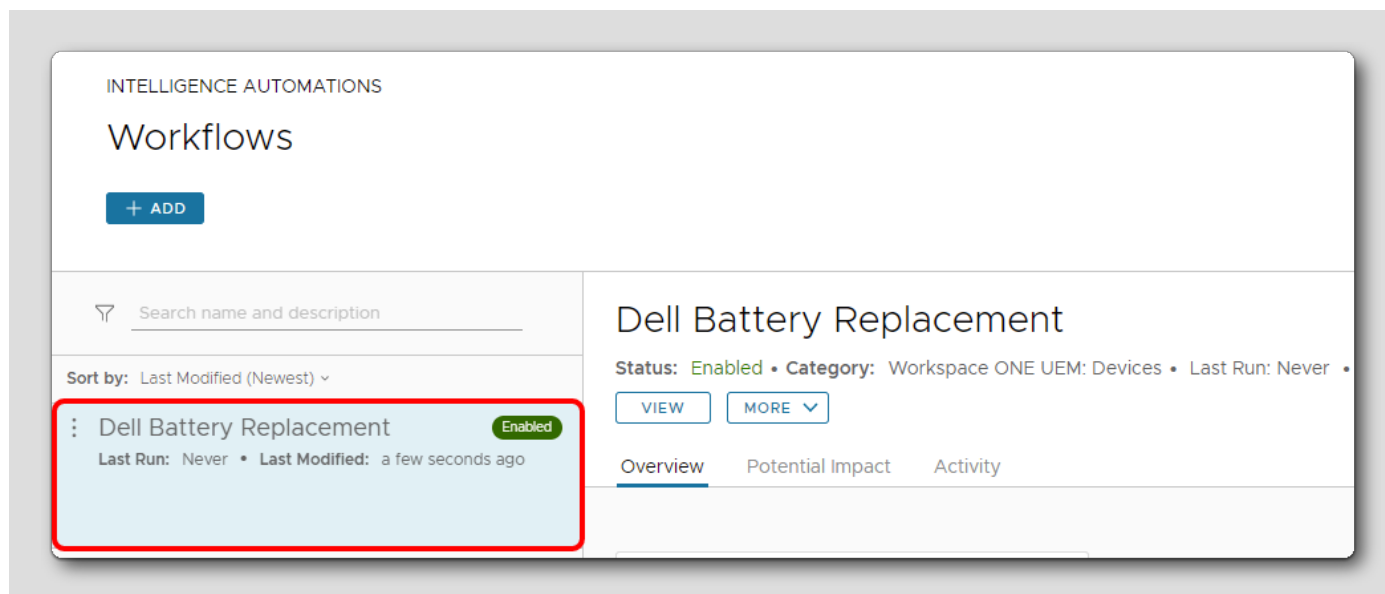 INTELLIGENCE AUTOMATIONS
Workflows
+ ADD
Search name and description
Sort by: Last Modified (Newest)
Dell Battery Replacement Enabled
Last Run: Never • Last Modified: a few seconds ago
Dell Battery Replacement
Status: Enabled • Category: Workspace ONE UEM: Devices • Last Run: Never •
VIEW MORE
Overview Potential Impact Activity